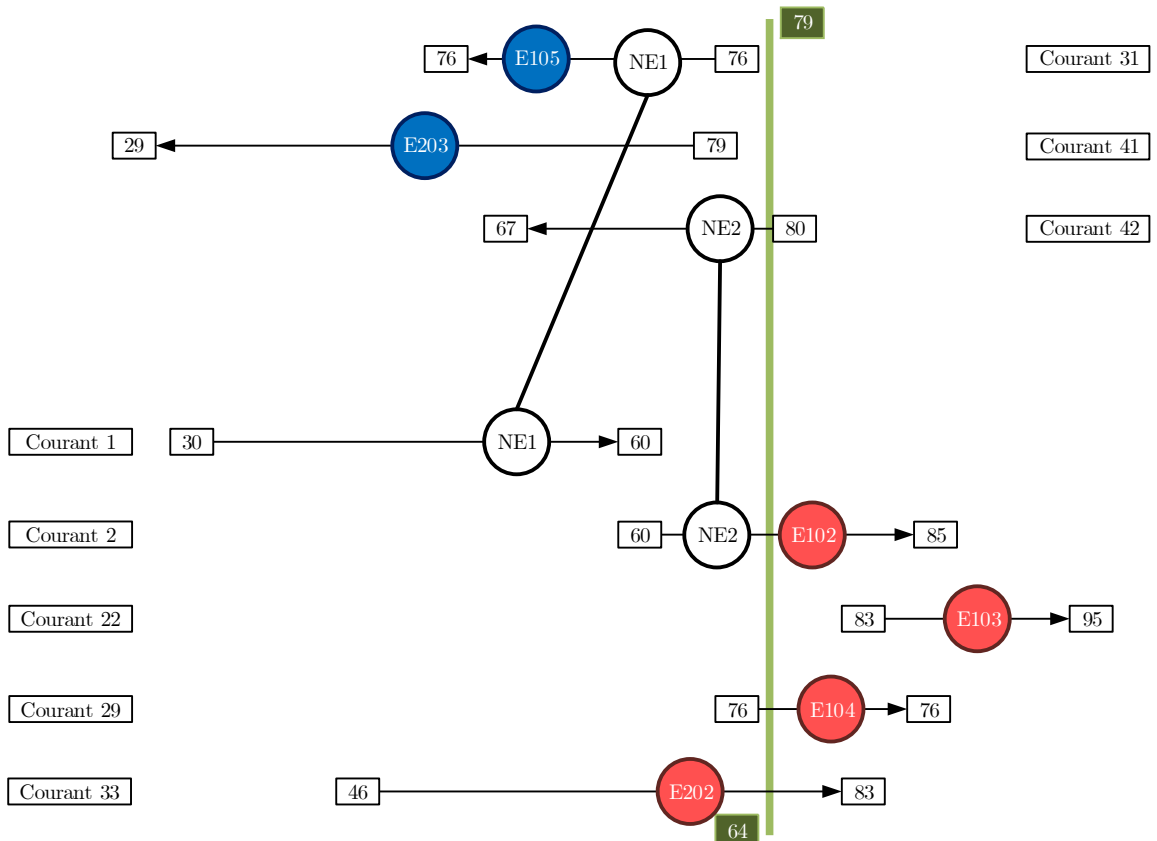 79
76 E105 NE1 76 Courant 31
29 E203 79 Courant 41
67 NE2 80 Courant 42
Courant 1 30 NE1 60
Courant 2 60 NE2 E102 85
Courant 22 83 E103 95
Courant 29 76 E104 76
Courant 33 46 E202 83
64